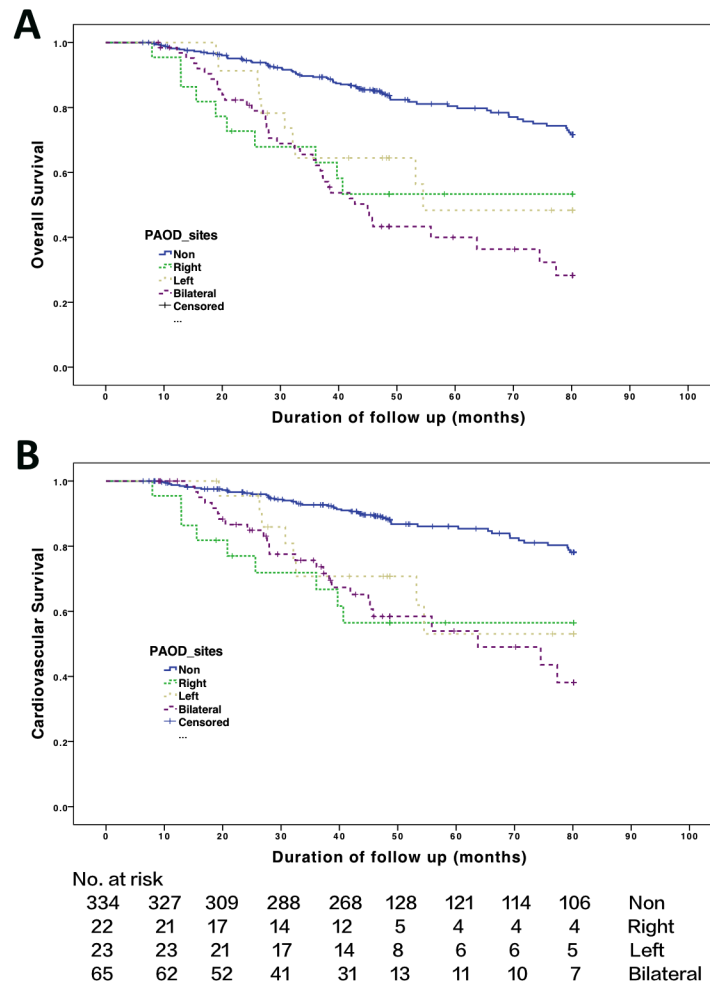 A
Overall Survival
1.0
0.8
0.6
0.4
0.2
0.0
PAOD_sites
Non
Right
Left
Bilateral
Censored
...
0 10 20 30 40 50 60 70 80 90 100
Duration of follow up (months)
B
Cardiovascular Survival
1.0
0.8
0.6
0.4
0.2
0.0
PAOD_sites
Non
Right
Left
Bilateral
Censored
...
0 10 20 30 40 50 60 70 80 90 100
Duration of follow up (months)
No. at risk
334 327 309 288 268 128 121 114 106 Non
22 21 17 14 12 5 4 4 4 Right
23 23 21 17 14 8 6 6 5 Left
65 62 52 41 31 13 11 10 7 Bilateral